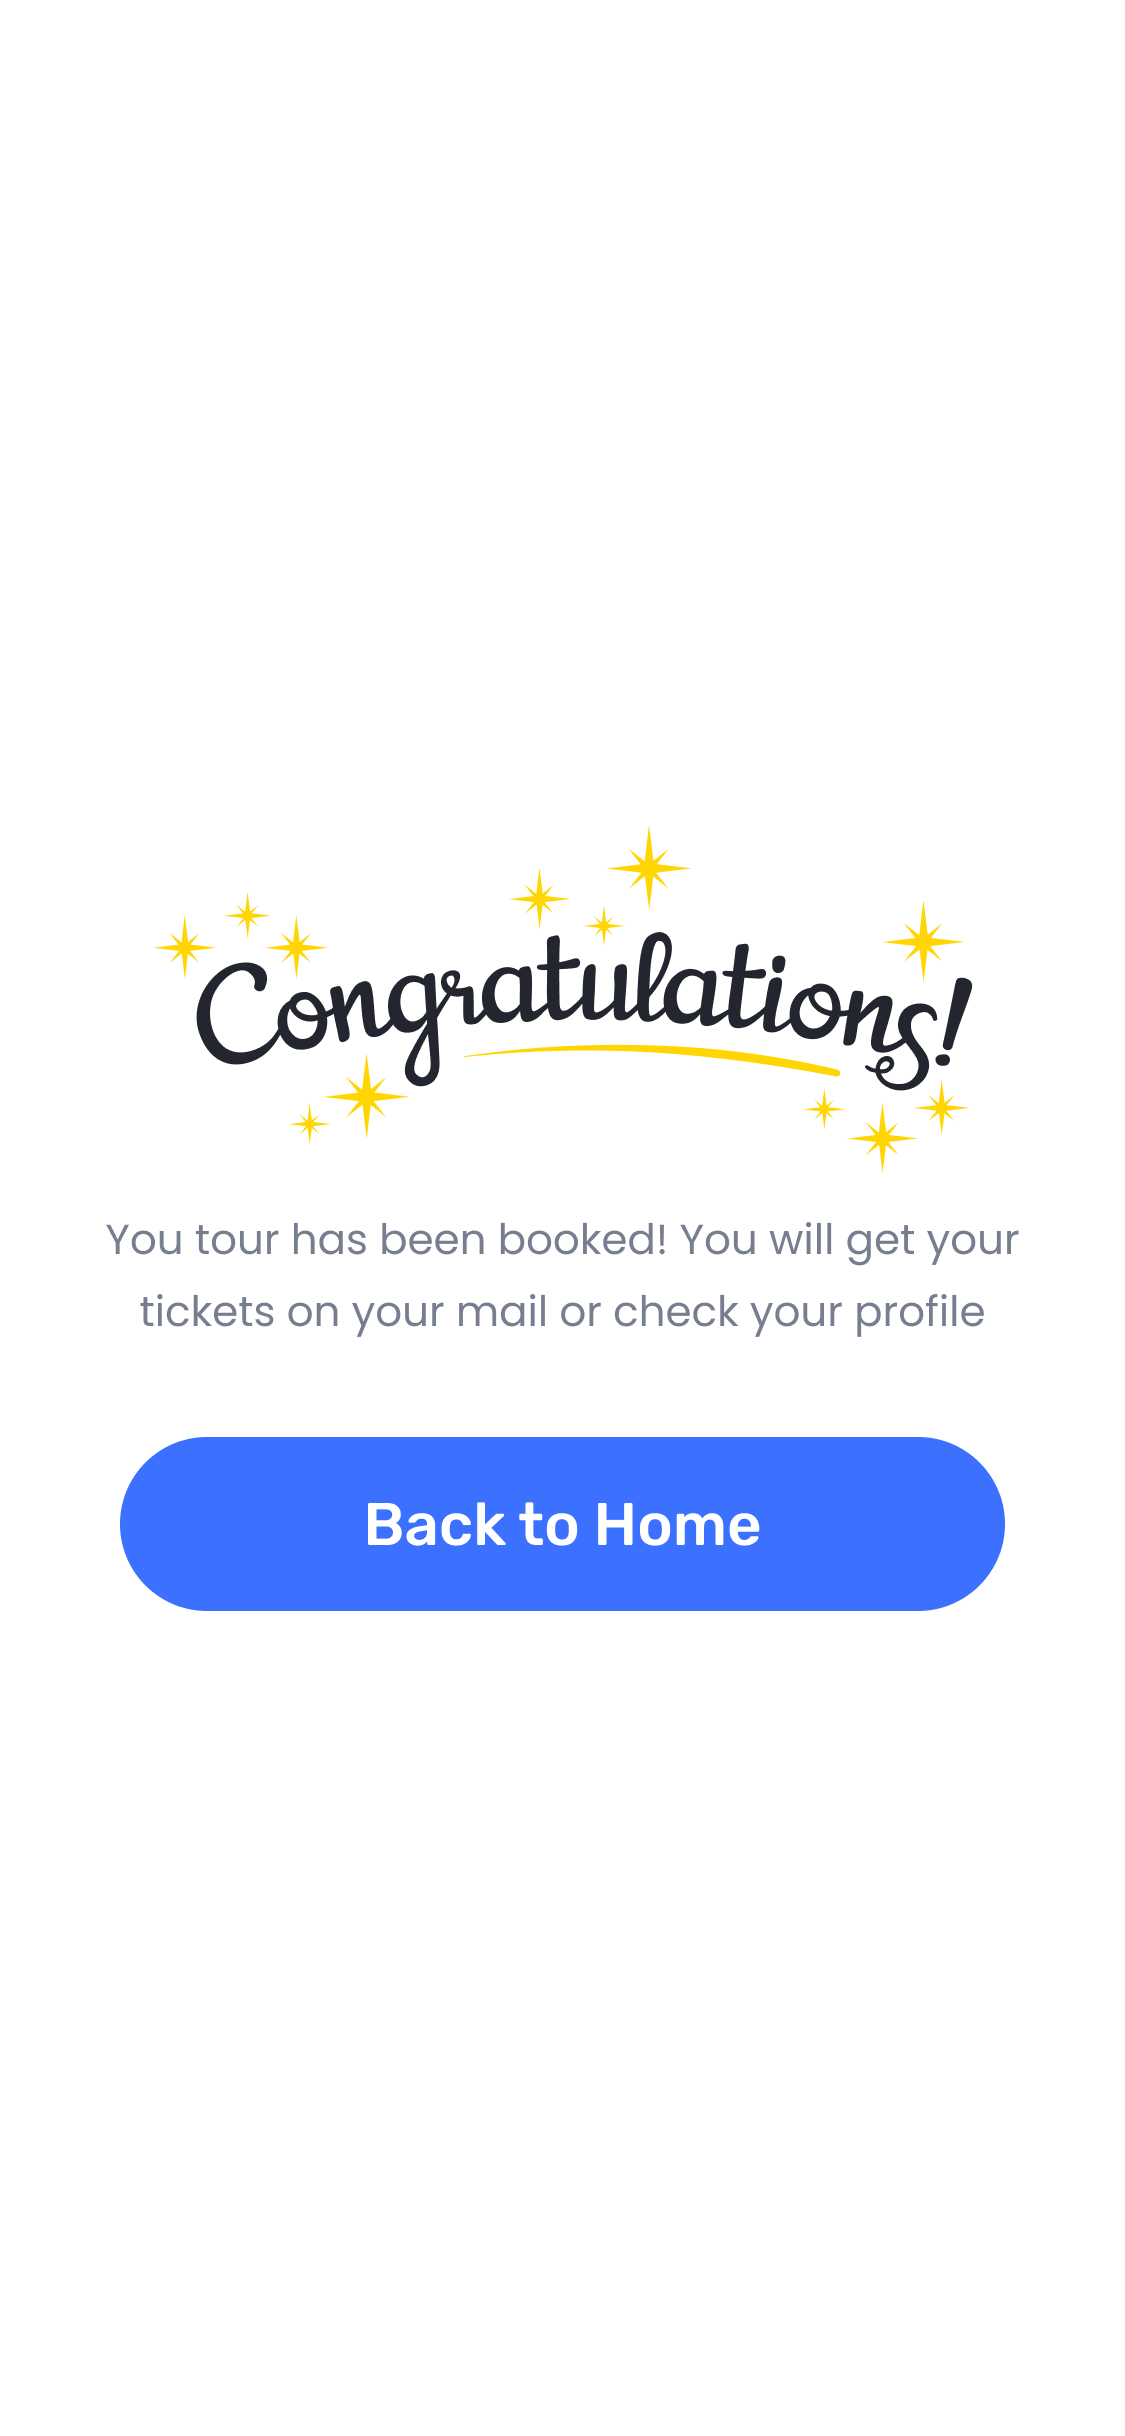 Congratulations!
You tour has been booked! You will get your
tickets on your mail or check your profile
Back to Home